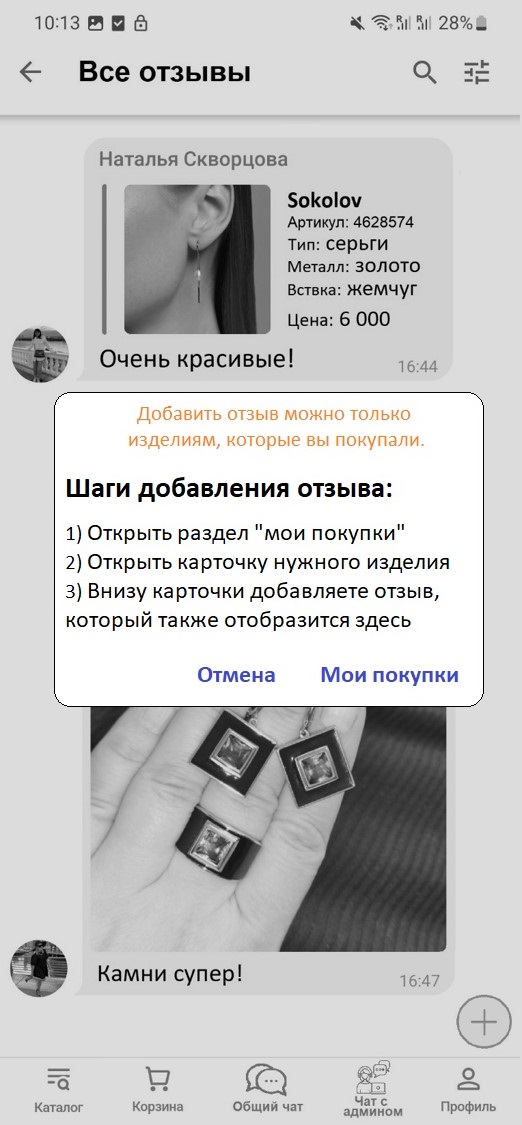 10:13
28%
Все отзывы
Наталья Скворцова
Sokolov
Артикул: 4628574
Тип: серьги
Металл: золото
Вствка: жемчуг
Цена: 6 000
Очень красивые!
16:44
Добавить отзыв можно только
изделиям, которые вы покупали.
Шаги добавления отзыва:
1) Открыть раздел "мои покупки"
2) Открыть карточку нужного изделия
3) Внизу карточки добавляете отзыв,
который также отобразится здесь
Отмена
Мои покупки
Камни супер!
16:47
Каталог
Корзина
Общий чат
Чат с
админом
Профиль